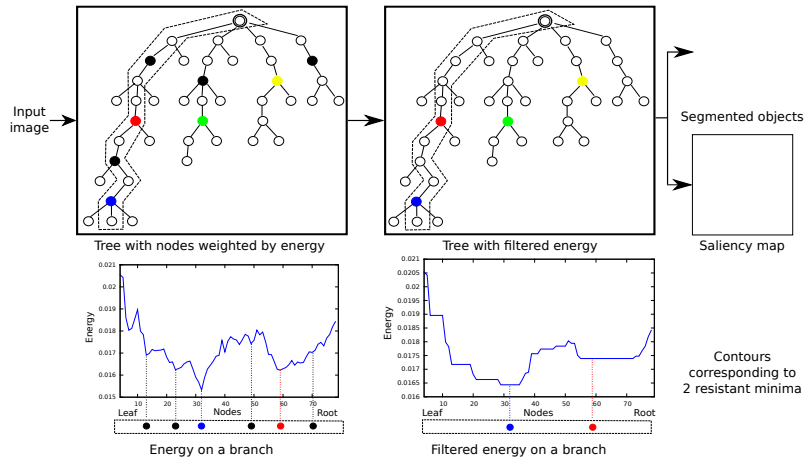 Input
image
Segmented objects
Tree with nodes weighted by energy
Tree with filtered energy
Saliency map
0.021
0.020
0.019
0.018
0.017
0.016
0.015
Energy
10
20
30
40
50
60
70
Leaf
Nodes
Root
Energy on a branch
0.021
0.0205
0.02
0.0195
0.019
0.0185
0.018
0.0175
0.017
0.0165
0.016
Energy
10
20
30
40
50
60
70
Leaf
Nodes
Root
Filtered energy on a branch
Contours
corresponding to
2 resistant minima